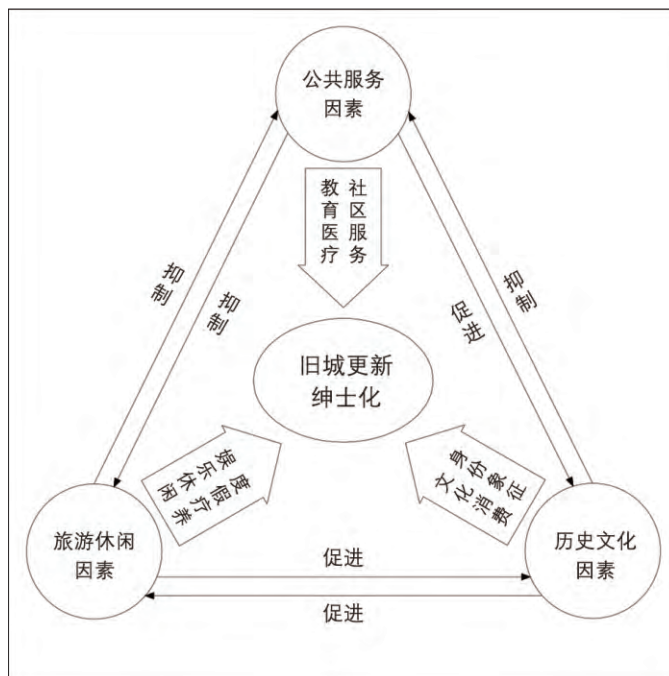 公共服务
因素
教育医疗
社区服务
抑制
抑制
促进
抑制
旧城更新
绅士化
娱乐休闲
度假疗养
身份象征
文化消费
旅游休闲
因素
促进
历史文化
因素
促进